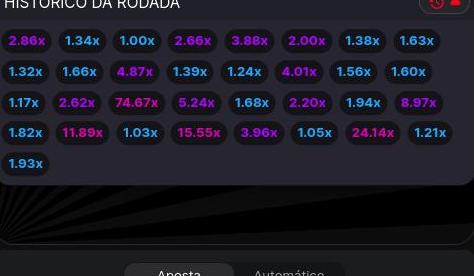 HISTÓRICO DA RODADA
2.86x 1.34x 1.00x 2.66x 3.88x 2.00x 1.38x 1.63x
1.32x 1.66x 4.87x 1.39x 1.24x 4.01x 1.56x 1.60x
1.17x 2.62x 74.67x 5.24x 1.68x 2.20x 1.94x 8.97x
1.82x 11.89x 1.03x 15.55x 3.96x 1.05x 24.14x 1.21x
1.93x
Aposta Automático